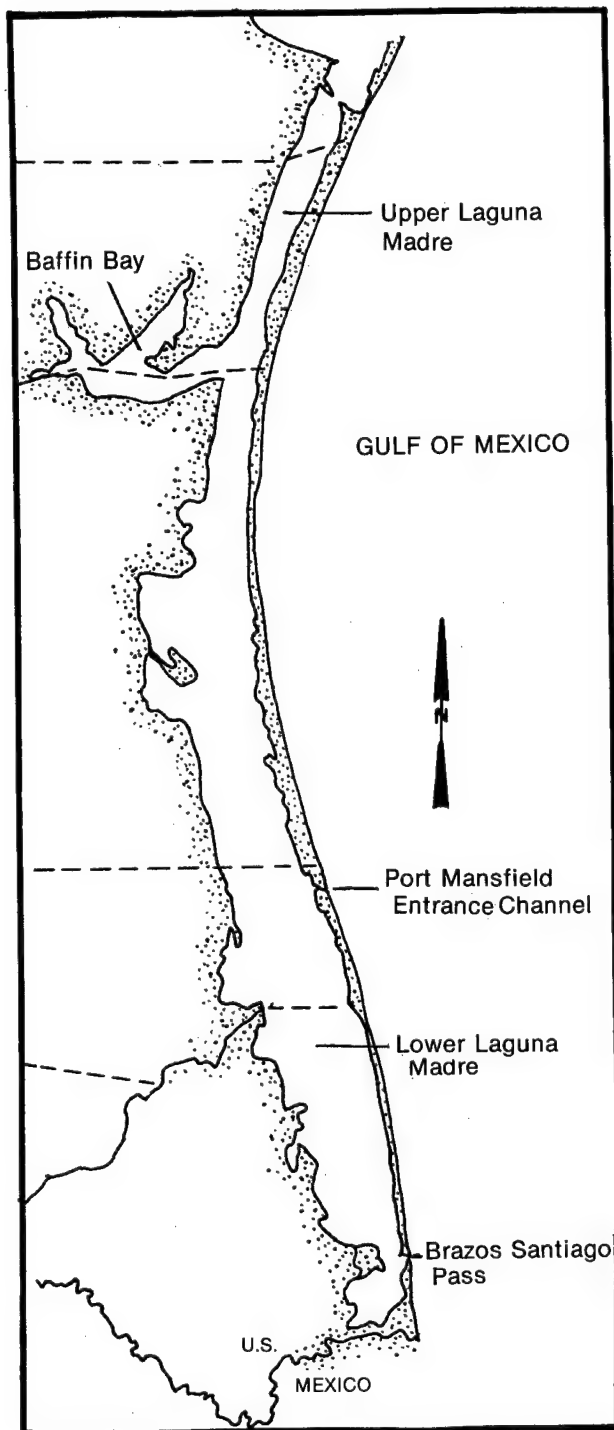 Upper Laguna
Madre
Baffin Bay
GULF OF MEXICO
N
Port Mansfield
Entrance Channel
Lower Laguna
Madre
Brazos Santiago
Pass
U.S.
MEXICO